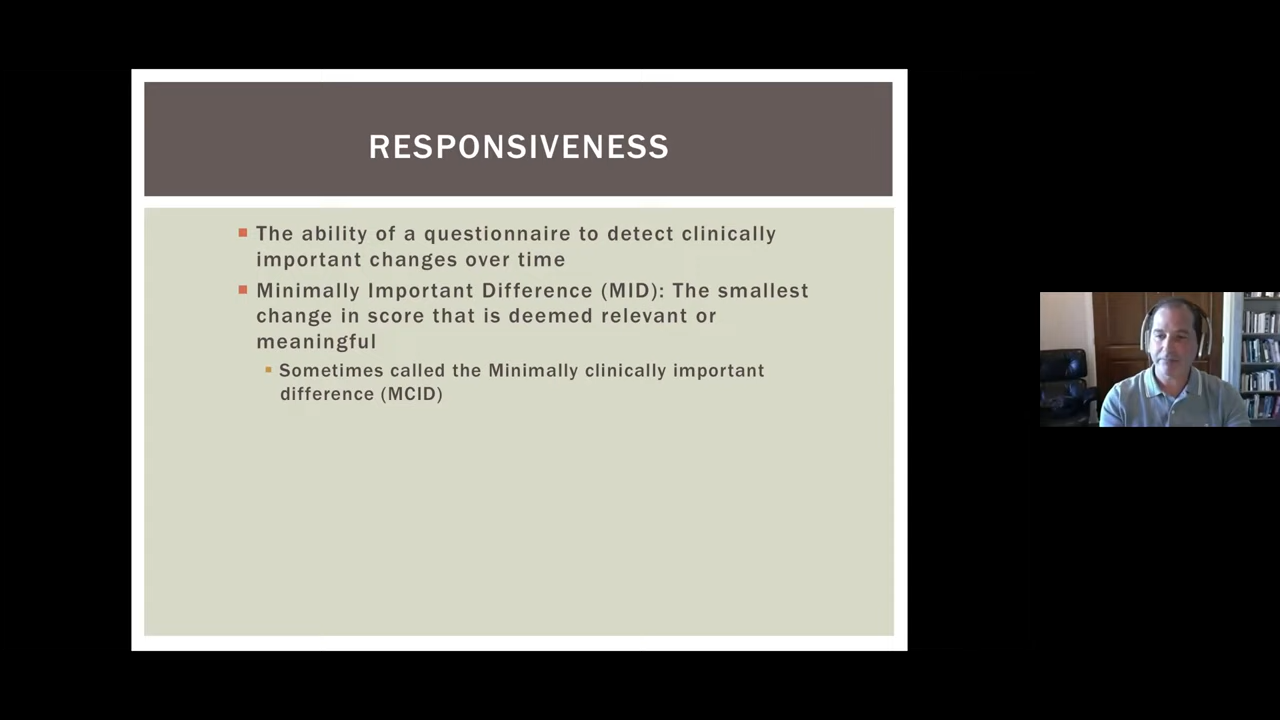 RESPONSIVENESS
The ability of a questionnaire to detect clinically
important changes over time
Minimally Important Difference (MID): The smallest
change in score that is deemed relevant or
meaningful
Sometimes called the Minimally clinically important
difference (MCID)